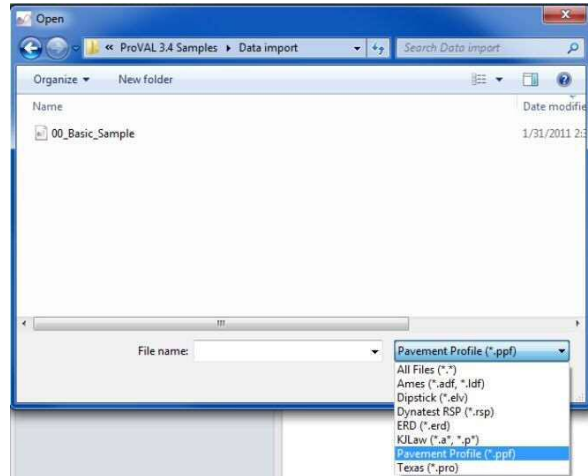 Open
« ProVAL 3.4 Samples ▸ Data import
Search Data import
Organize
New folder
Name
Date modifie
00_Basic_Sample
1/31/2011 2:3
File name:
Pavement Profile (*.ppf)
All Files (*.*)
Ames (*.adf, *.ldf)
Dipstick (*.elv)
Dynatest RSP (*.rsp)
ERD (*.erd)
KJLaw (*.a*, *.p*)
Pavement Profile (*.ppf)
Texas (*.pro)